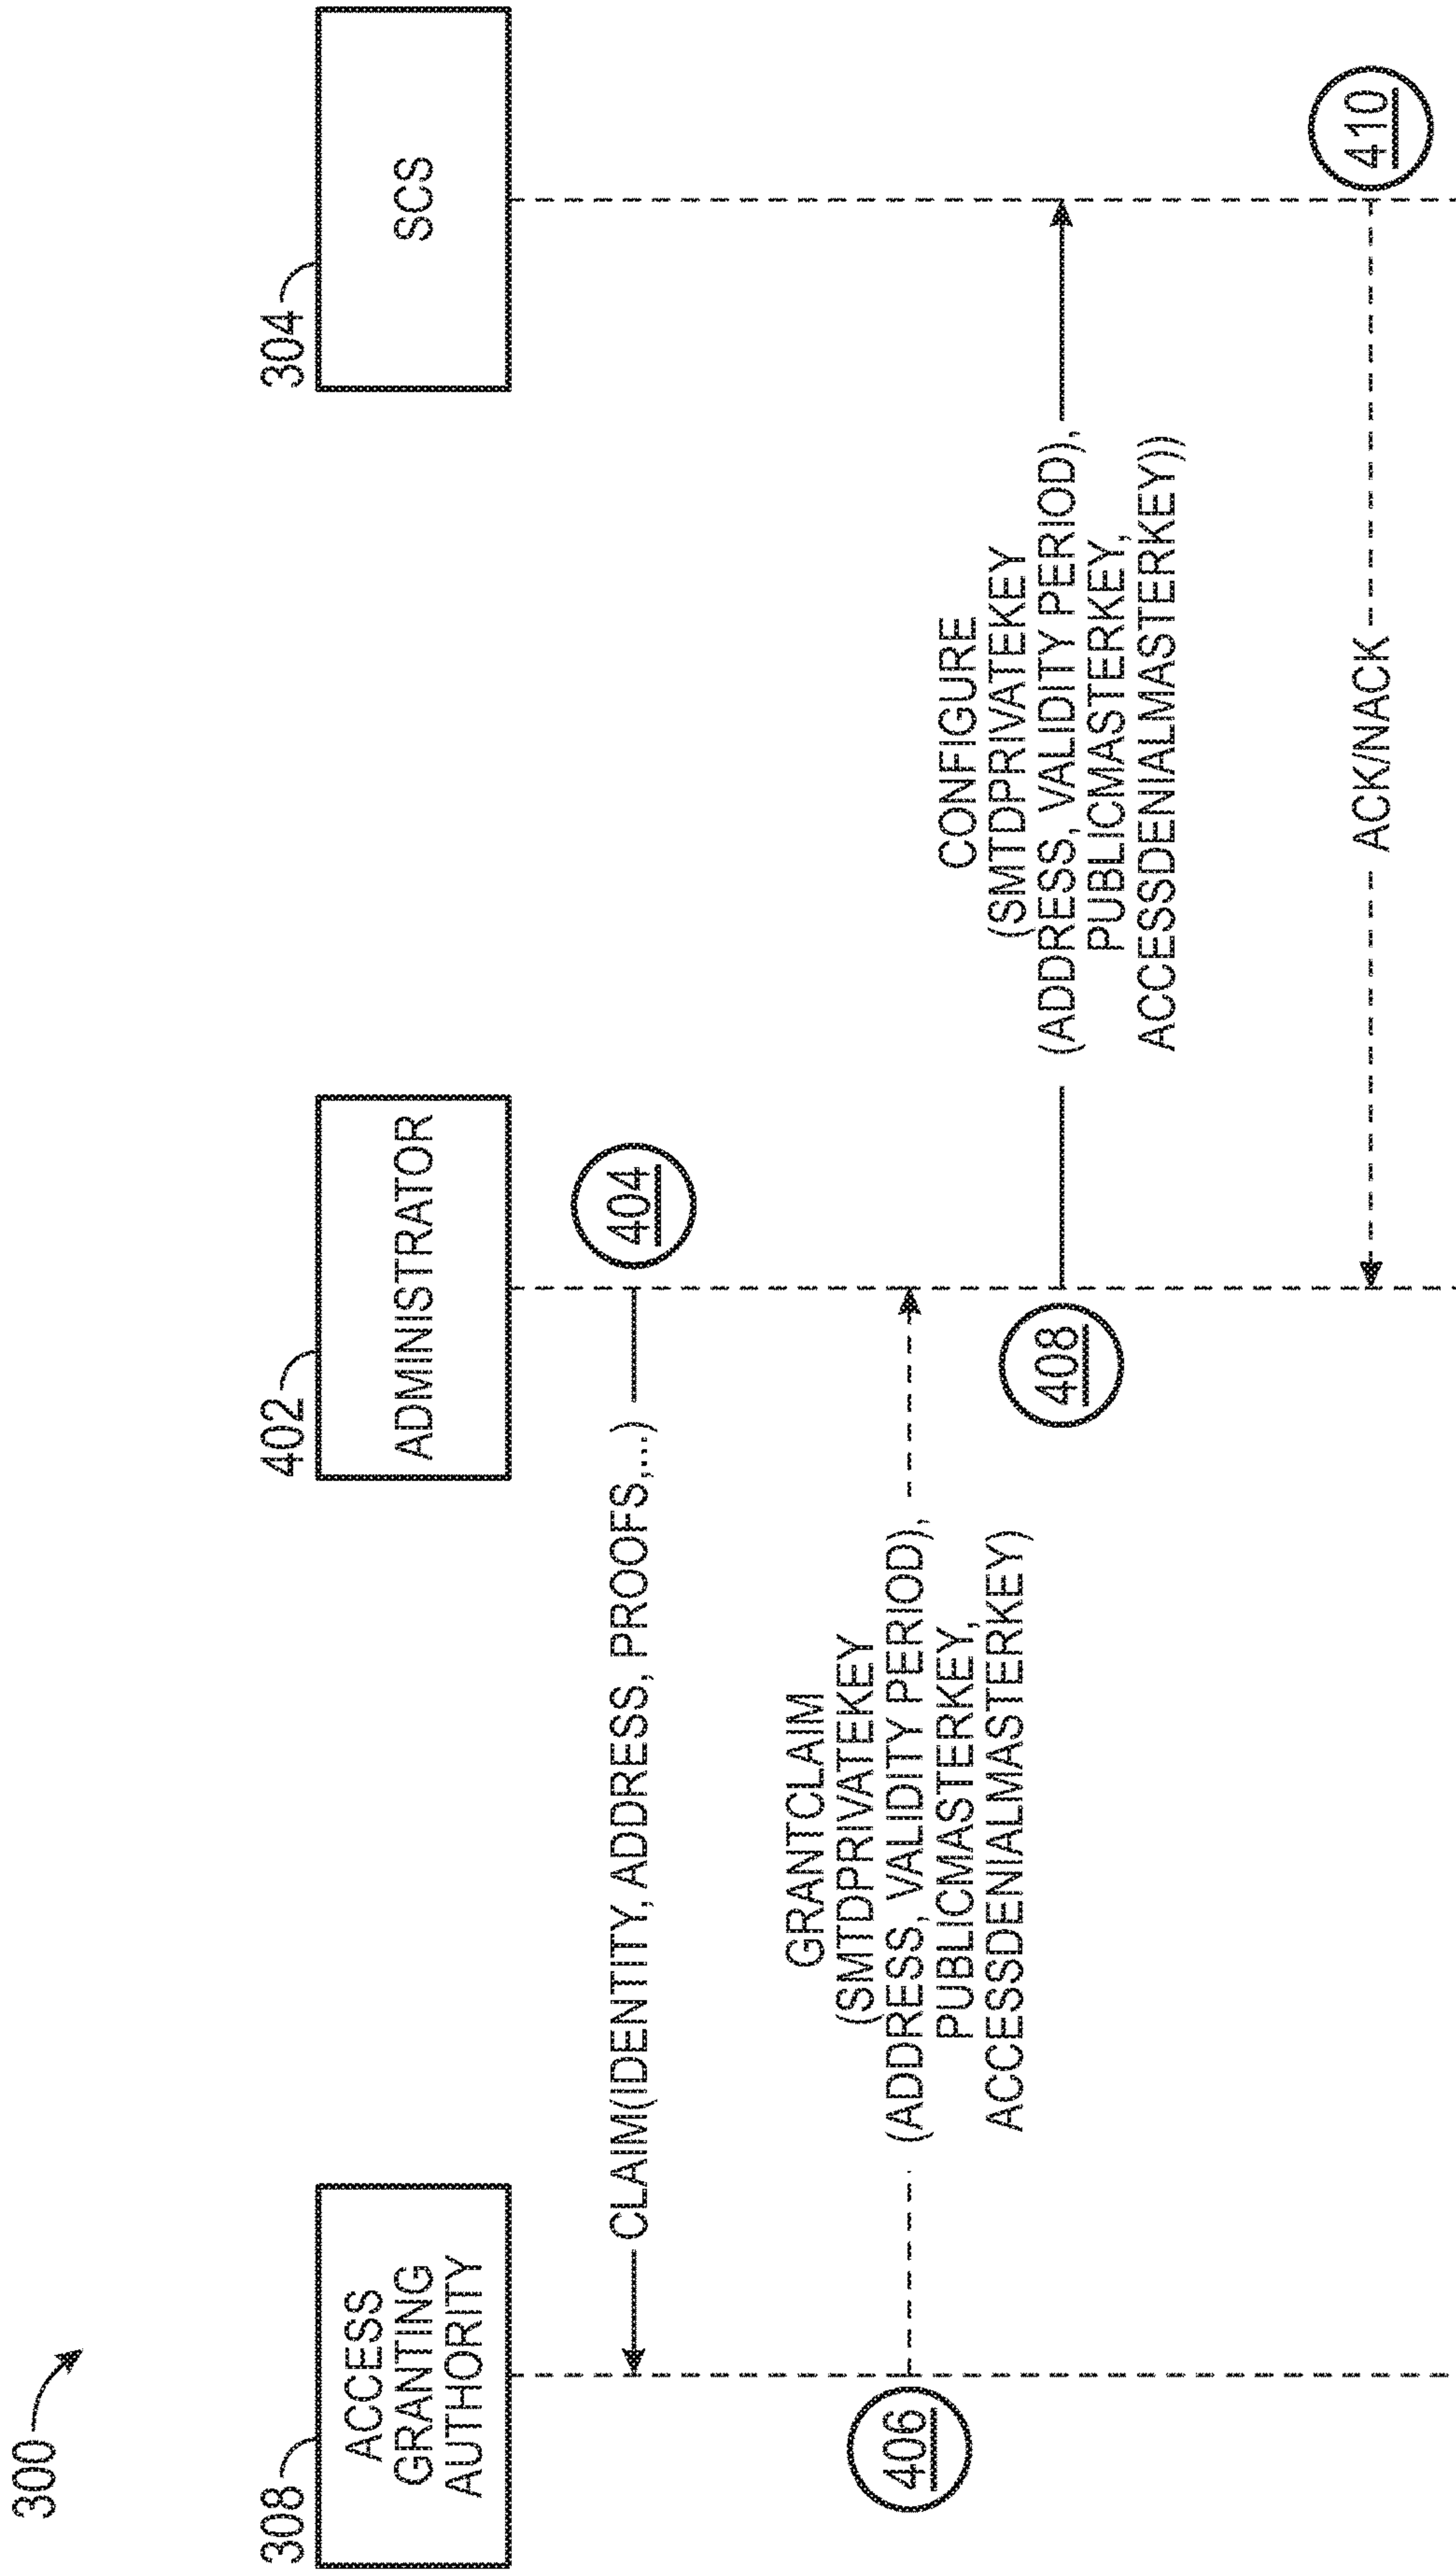 300
308
ACCESS
GRANTING
AUTHORITY
402
ADMINISTRATOR
304
SCS
CLAIM(IDENTITY, ADDRESS, PROOFS,...)
404
406
GRANTCLAIM
(SMTDPRIVATEKEY
(ADDRESS, VALIDITY PERIOD),
PUBLICMASTERKEY,
ACCESSDENIALMASTERKEY)
408
CONFIGURE
(SMTDPRIVATEKEY
(ADDRESS, VALIDITY PERIOD),
PUBLICMASTERKEY,
ACCESSDENIALMASTERKEY))
ACK/NACK
410